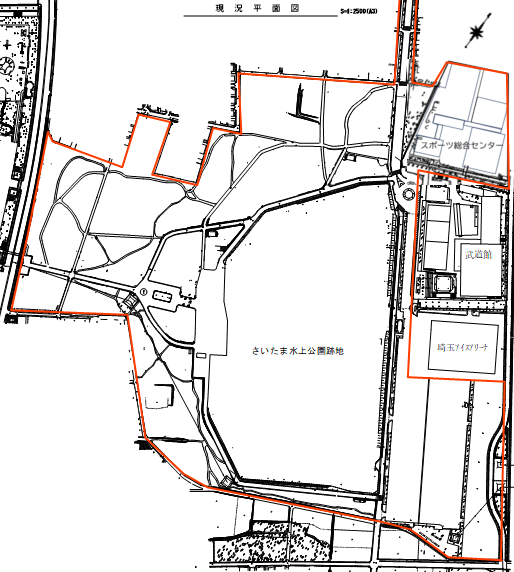 現況平面図
S=1:2500(A3)
スポーツ総合センター
武道館
さいたま水上公園跡地
埼玉アイスアリーナ